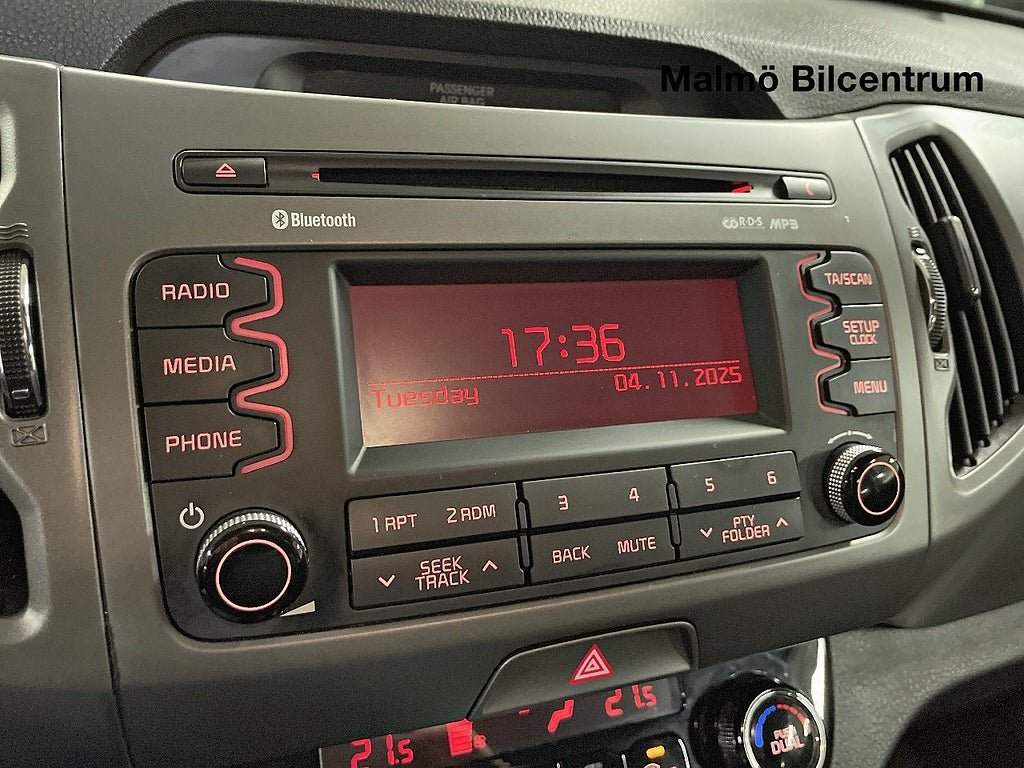 PASSENGER
AIR BAG
Malmö Bilcentrum
Bluetooth
R·D·S MP3
RADIO
MEDIA
PHONE
17:36
Tuesday 04.11.2025
TA/SCAN
SETUP
CLOCK
MENU
1 RPT 2 RDM 3 4 5 6
SEEK
TRACK
BACK MUTE
PTY
FOLDER
21.5
21.5
DUAL